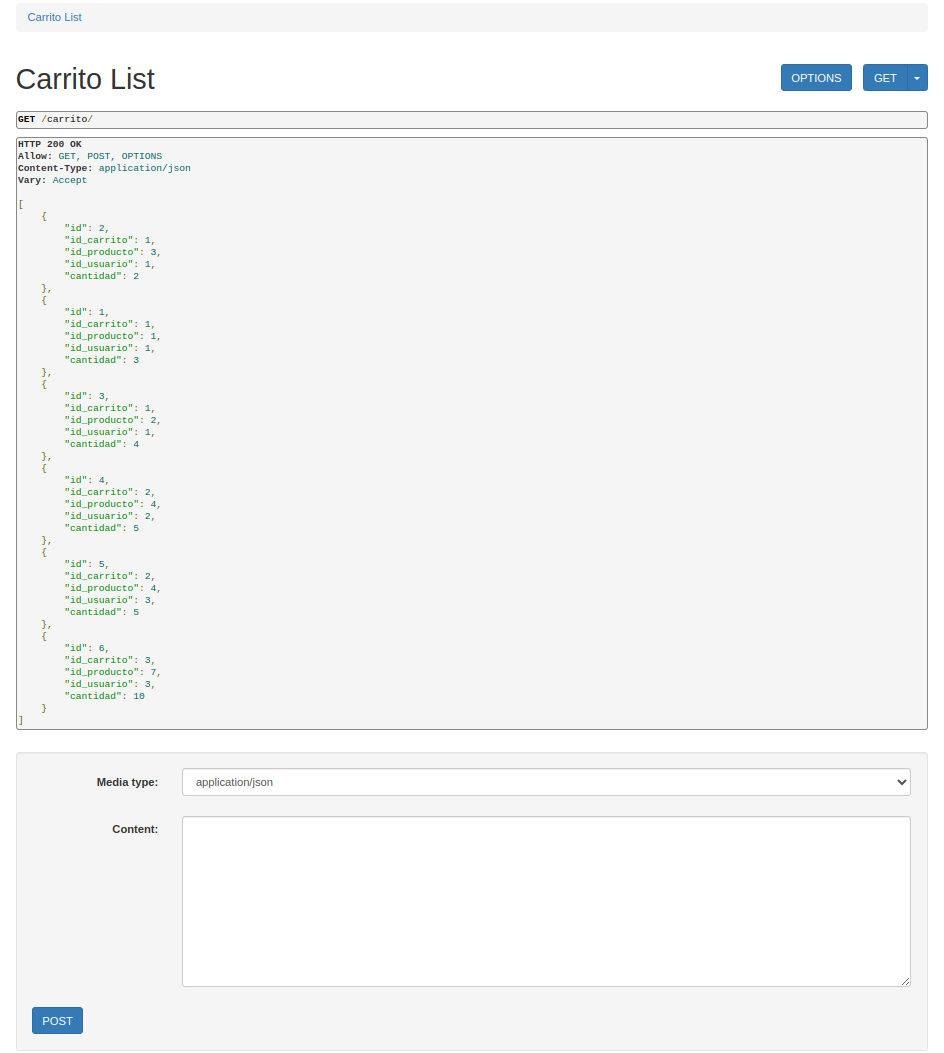 Carrito List
Carrito List
OPTIONS
GET
GET /carrito/
HTTP 200 OK
Allow: GET, POST, OPTIONS
Content-Type: application/json
Vary: Accept
[
    {
        "id": 2,
        "id_carrito": 1,
        "id_producto": 3,
        "id_usuario": 1,
        "cantidad": 2
    },
    {
        "id": 1,
        "id_carrito": 1,
        "id_producto": 1,
        "id_usuario": 1,
        "cantidad": 3
    },
    {
        "id": 3,
        "id_carrito": 1,
        "id_producto": 2,
        "id_usuario": 1,
        "cantidad": 4
    },
    {
        "id": 4,
        "id_carrito": 2,
        "id_producto": 4,
        "id_usuario": 2,
        "cantidad": 5
    },
    {
        "id": 5,
        "id_carrito": 2,
        "id_producto": 4,
        "id_usuario": 3,
        "cantidad": 5
    },
    {
        "id": 6,
        "id_carrito": 3,
        "id_producto": 7,
        "id_usuario": 3,
        "cantidad": 10
    }
]
Media type:
application/json
Content:
POST